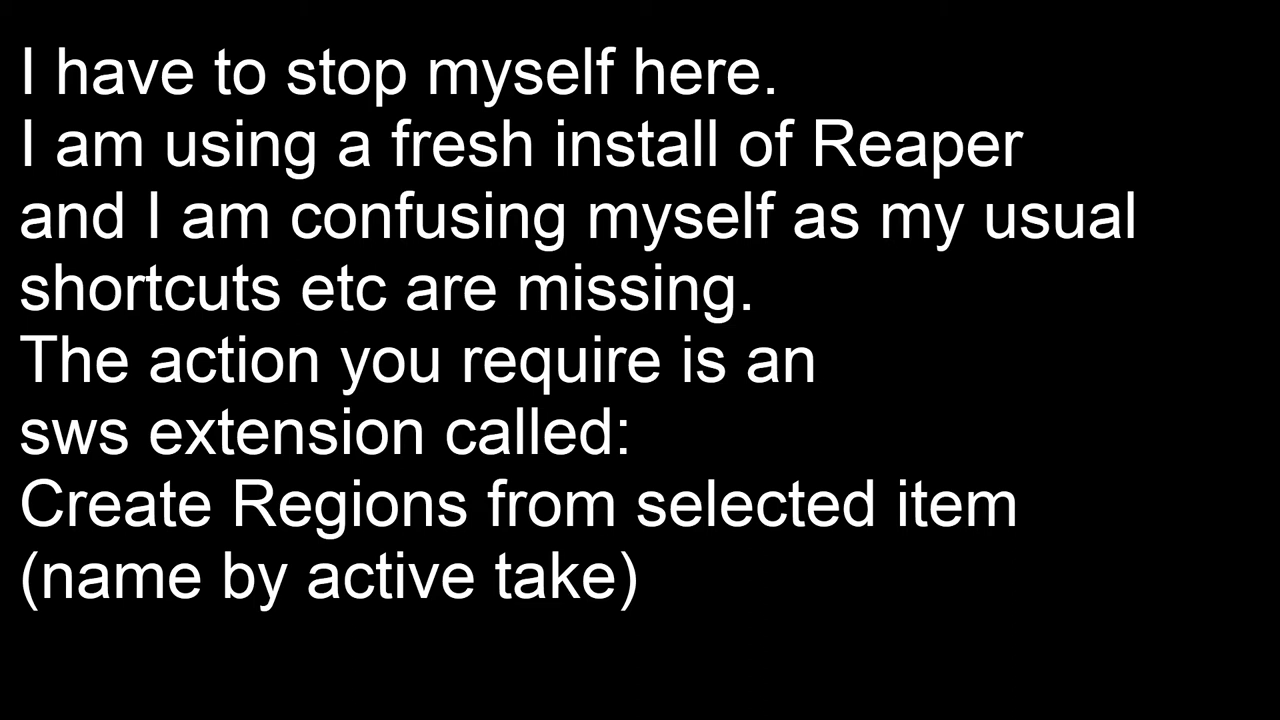 I have to stop myself here.
I am using a fresh install of Reaper
and I am confusing myself as my usual
shortcuts etc are missing.
The action you require is an
sws extension called:
Create Regions from selected item
(name by active take)